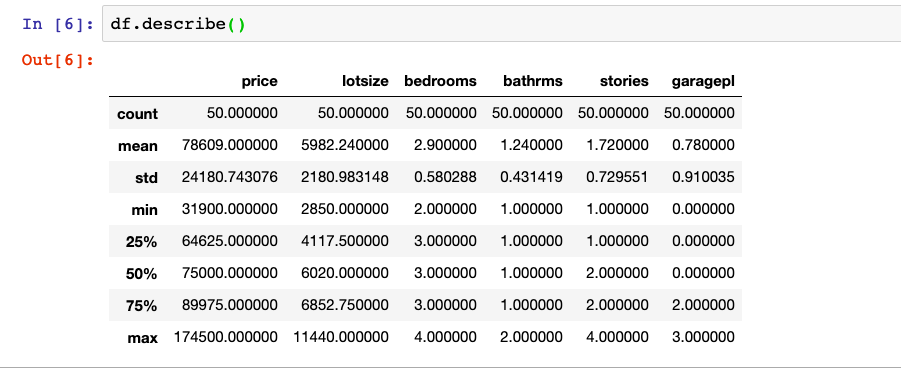 In [6]: df.describe()
Out[6]:
price lotsize bedrooms bathrms stories garagepl
count 50.000000 50.000000 50.000000 50.000000 50.000000 50.000000
mean 78609.000000 5982.240000 2.900000 1.240000 1.720000 0.780000
std 24180.743076 2180.983148 0.580288 0.431419 0.729551 0.910035
min 31900.000000 2850.000000 2.000000 1.000000 1.000000 0.000000
25% 64625.000000 4117.500000 3.000000 1.000000 1.000000 0.000000
50% 75000.000000 6020.000000 3.000000 1.000000 2.000000 0.000000
75% 89975.000000 6852.750000 3.000000 1.000000 2.000000 2.000000
max 174500.000000 11440.000000 4.000000 2.000000 4.000000 3.000000